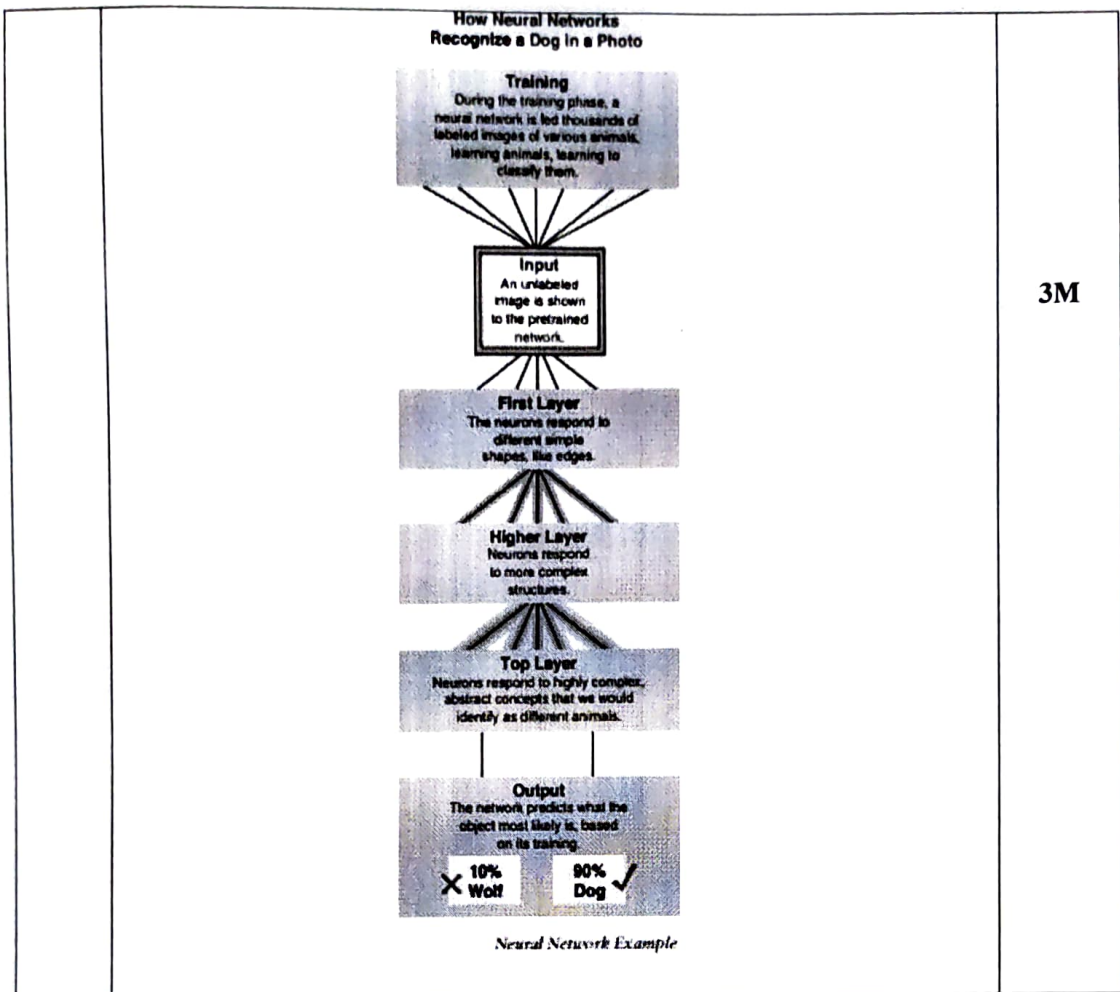 How Neural Networks
Recognize a Dog in a Photo
Training
During the training phase, a
neural network is fed thousands of
labeled images of various animals,
learning animals, learning to
classify them.
Input
An unlabeled
image is shown
to the pretrained
network.
3M
First Layer
The neurons respond to
different simple
shapes, like edges.
Higher Layer
Neurons respond
to more complex
structures.
Top Layer
Neurons respond to highly complex,
abstract concepts that we would
identify as different animals.
Output
The network predicts what the
object most likely is, based
on its training.
10%
Wolf
90%
Dog
Neural Network Example